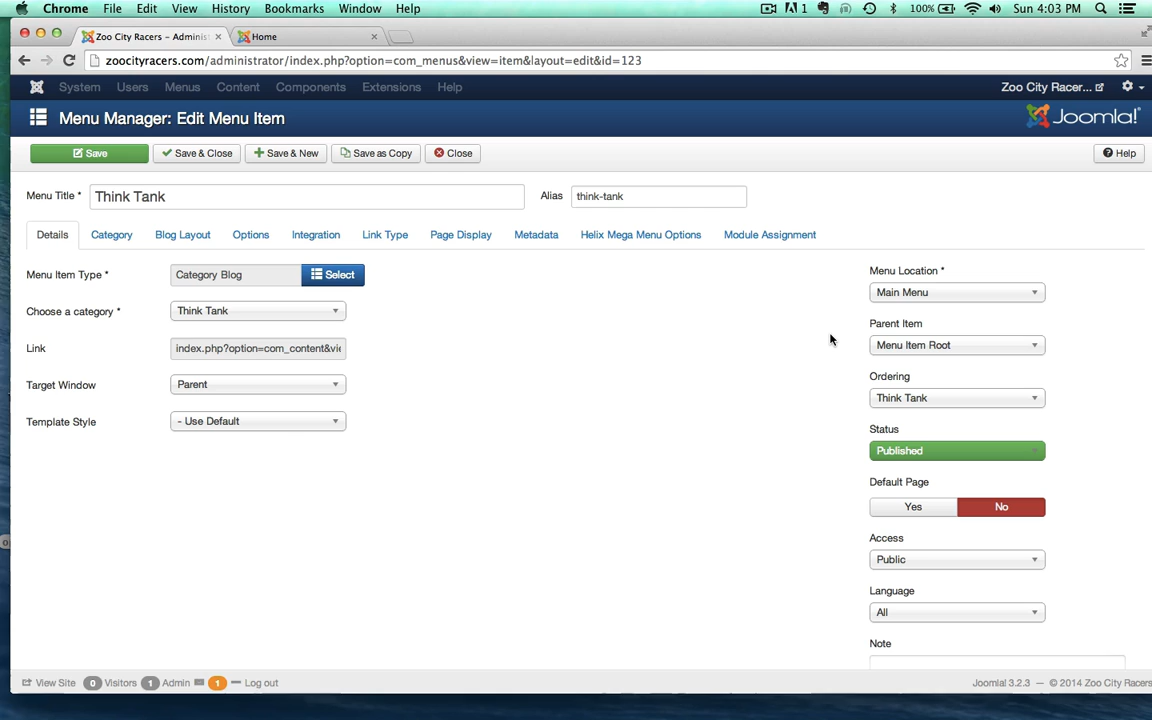 Chrome File Edit View History Bookmarks Window Help 1 100% Sun 4:03 PM
Zoo City Racers - Administ Home
zoocityracers.com/administrator/index.php?option=com_menus&view=item&layout=edit&id=123
System Users Menus Content Components Extensions Help Zoo City Racer...
Menu Manager: Edit Menu Item Joomla!
Save Save & Close Save & New Save as Copy Close Help
Menu Title * Think Tank Alias think-tank
Details Category Blog Layout Options Integration Link Type Page Display Metadata Helix Mega Menu Options Module Assignment
Menu Item Type * Category Blog Select
Choose a category * Think Tank
Link index.php?option=com_content&vie
Target Window Parent
Template Style - Use Default
Menu Location *
Main Menu
Parent Item
Menu Item Root
Ordering
Think Tank
Status
Published
Default Page
Yes No
Access
Public
Language
All
Note
View Site 0 Visitors 1 Admin 1 Log out Joomla! 3.2.3 — © 2014 Zoo City Racers